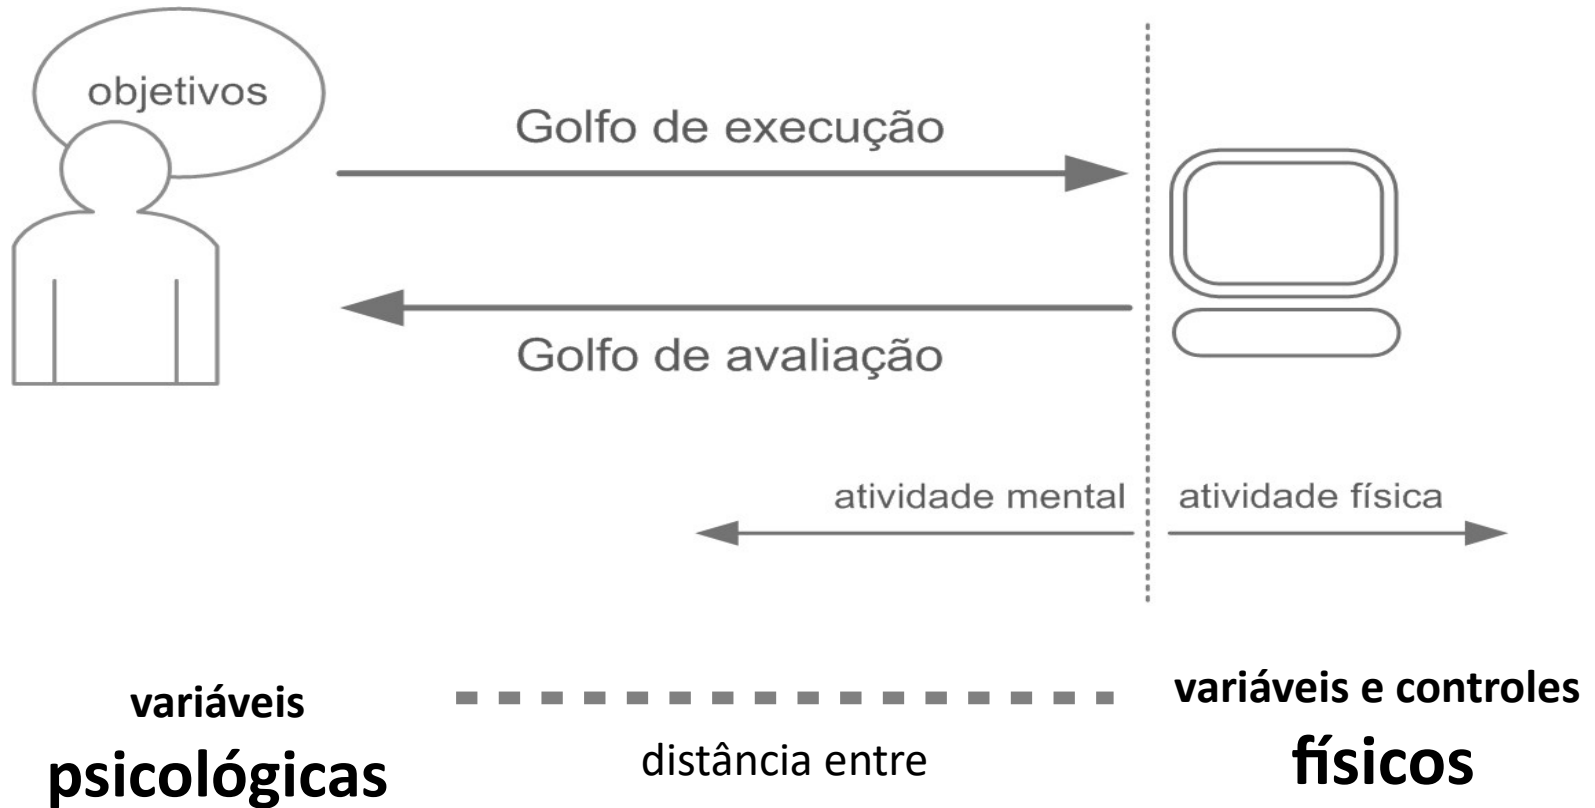 objetivos
Golfo de execução
Golfo de avaliação
atividade mental
atividade física
variáveis
psicológicas
distância entre
variáveis e controles
físicos